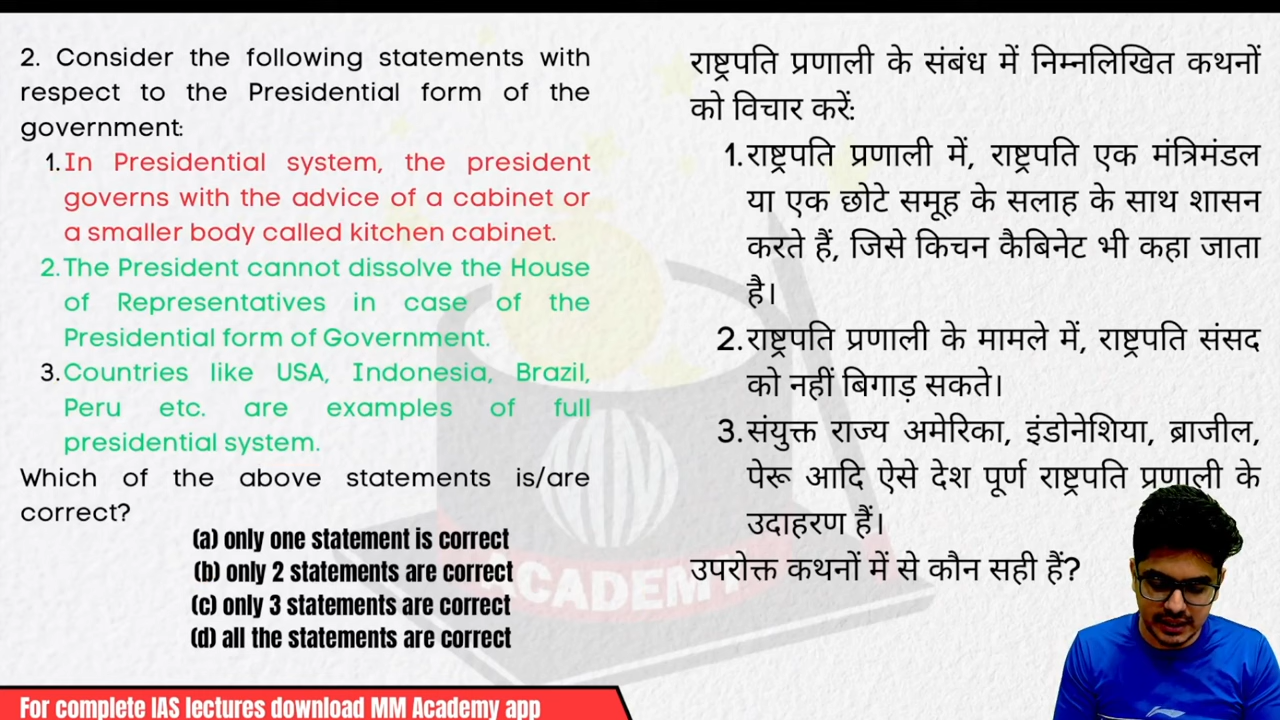 2. Consider the following statements with
respect to the Presidential form of the
government:
1. In Presidential system, the president
governs with the advice of a cabinet or
a smaller body called kitchen cabinet.
2. The President cannot dissolve the House
of Representatives in case of the
Presidential form of Government.
3. Countries like USA, Indonesia, Brazil,
Peru etc. are examples of full
presidential system.
Which of the above statements is/are
correct?
(a) only one statement is correct
(b) only 2 statements are correct
(c) only 3 statements are correct
(d) all the statements are correct
राष्ट्रपति प्रणाली के संबंध में निम्नलिखित कथनों
को विचार करें:
1. राष्ट्रपति प्रणाली में, राष्ट्रपति एक मंत्रिमंडल
या एक छोटे समूह के सलाह के साथ शासन
करते हैं, जिसे किचन कैबिनेट भी कहा जाता
है।
2. राष्ट्रपति प्रणाली के मामले में, राष्ट्रपति संसद
को नहीं बिगाड़ सकते।
3. संयुक्त राज्य अमेरिका, इंडोनेशिया, ब्राजील,
पेरू आदि ऐसे देश पूर्ण राष्ट्रपति प्रणाली के
उदाहरण हैं।
उपरोक्त कथनों में से कौन सही हैं?
ACADEMY
For complete IAS lectures download MM Academy app